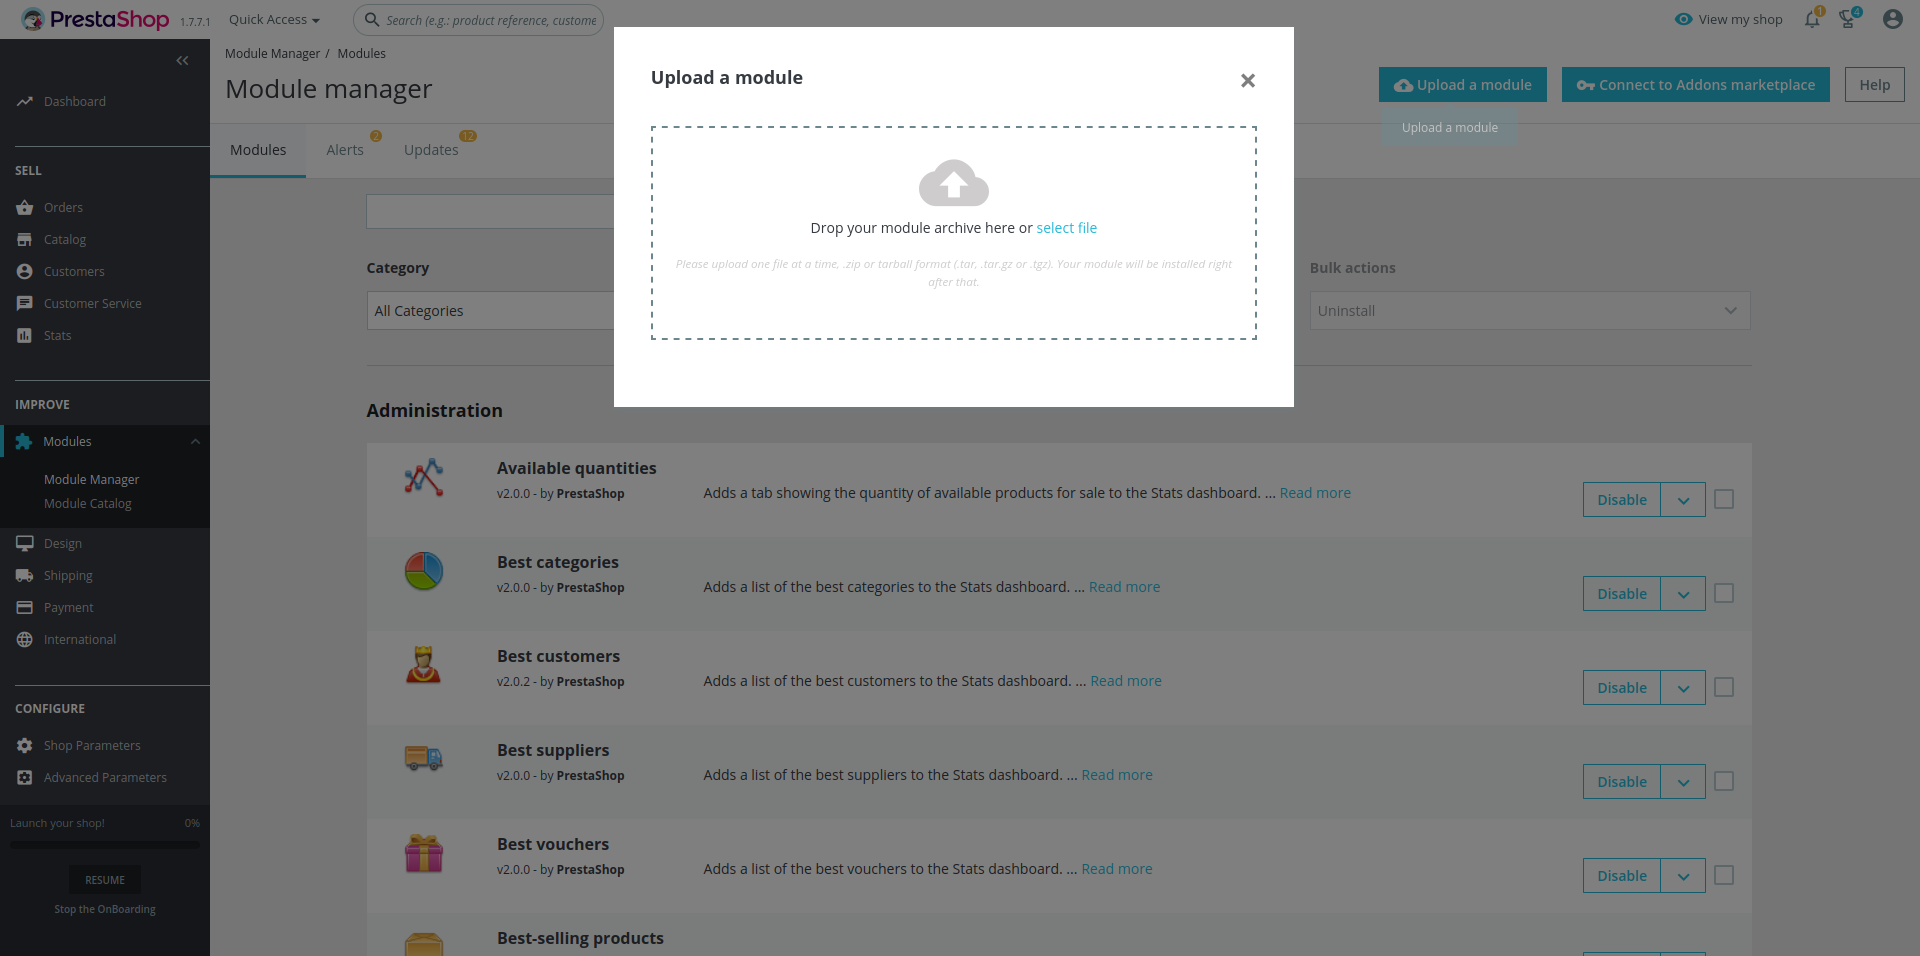 PrestaShop 1.7.7.1 Quick Access Search (e.g.: product reference, custome View my shop 1 4
Module Manager / Modules
Module manager
Upload a module Connect to Addons marketplace Help
Upload a module
Modules Alerts 2 Updates 12
Dashboard
SELL
Orders
Catalog
Customers
Customer Service
Stats
IMPROVE
Modules
Module Manager
Module Catalog
Design
Shipping
Payment
International
CONFIGURE
Shop Parameters
Advanced Parameters
Launch your shop! 0%
RESUME
Stop the OnBoarding
Upload a module
Drop your module archive here or select file
Please upload one file at a time, .zip or tarball format (.tar, .tar.gz or .tgz). Your module will be installed right
after that.
Category Bulk actions
All Categories Uninstall
Administration
Available quantities
v2.0.0 - by PrestaShop Adds a tab showing the quantity of available products for sale to the Stats dashboard. ... Read more Disable
Best categories
v2.0.0 - by PrestaShop Adds a list of the best categories to the Stats dashboard. ... Read more Disable
Best customers
v2.0.2 - by PrestaShop Adds a list of the best customers to the Stats dashboard. ... Read more Disable
Best suppliers
v2.0.0 - by PrestaShop Adds a list of the best suppliers to the Stats dashboard. ... Read more Disable
Best vouchers
v2.0.0 - by PrestaShop Adds a list of the best vouchers to the Stats dashboard. ... Read more Disable
Best-selling products